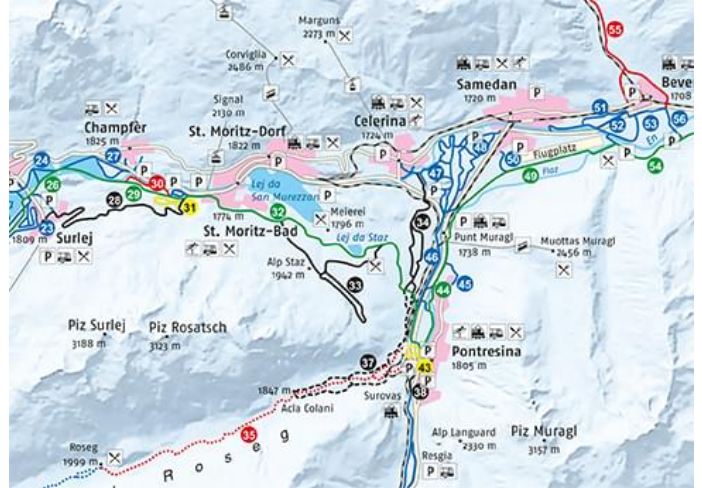 Marguns
2273 m
55
Corviglia
2486 m
Samedan
1720 m
Beve
1708
Signal
2130 m
Champfèr
1825 m
St. Moritz-Dorf
1822 m
Celerina
1724 m
51
52
53
56
24
27
47
48
50
Flugplatz
En
54
26
29
30
Lej da
San Murezzan
49
Flat
28
31
1774 m
32
Meierei
1796 m
34
23
1809 m
Surlej
St. Moritz-Bad
Lej da Staz
Punt Muragl
1738 m
Muottas Muragl
2456 m
46
Alp Staz
1942 m
33
44
45
Piz Surlej
3188 m
Piz Rosatsch
3123 m
37
Pontresina
1805 m
43
1847 m
Acla Colani
Surovas
38
35
Roseg
1999 m
Roseg
Alp Languard
2330 m
Piz Muragl
3157 m
Resgia
P